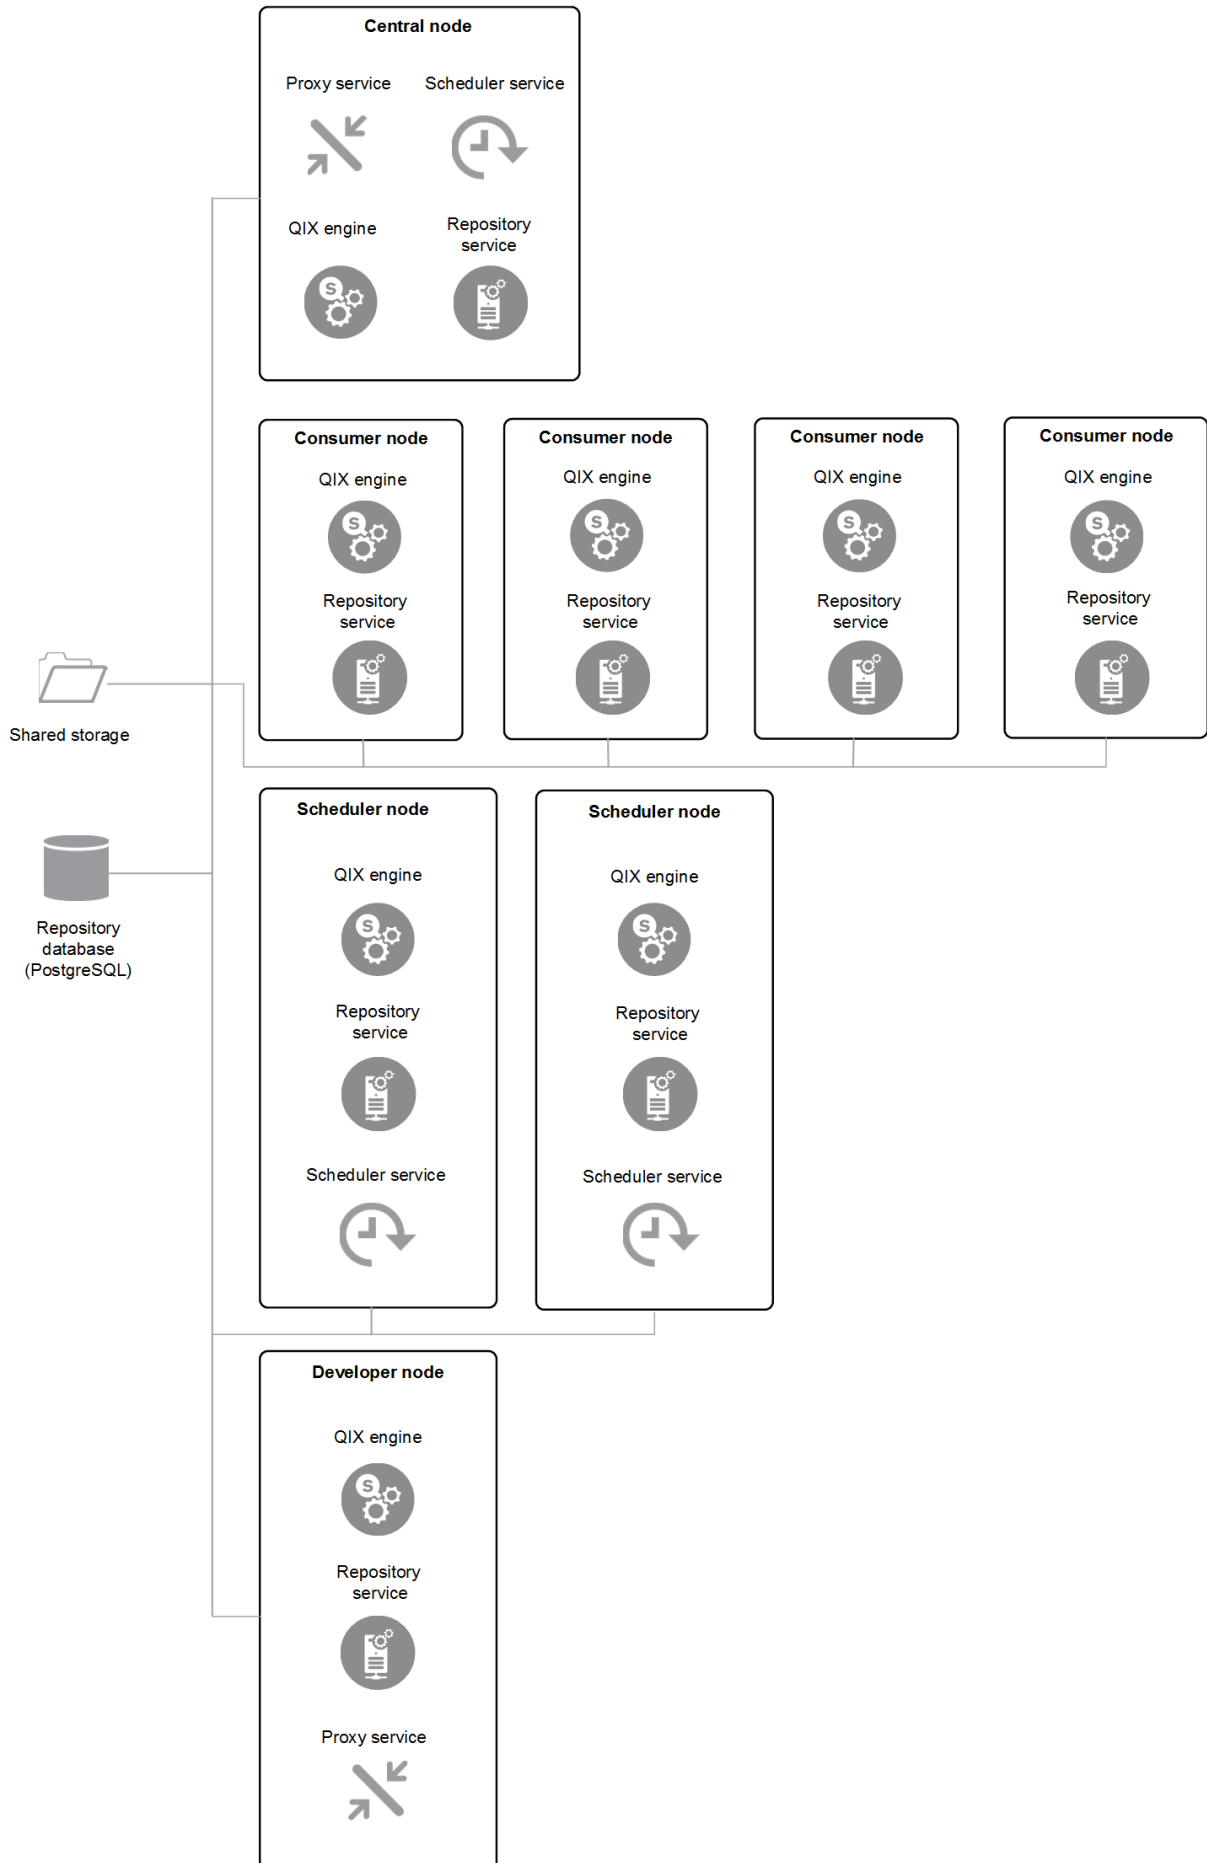 Central node
Proxy service
Scheduler service
QIX engine
Repository
service
S
Consumer node
QIX engine
S
Repository
service
Consumer node
QIX engine
S
Repository
service
Consumer node
QIX engine
S
Repository
service
Consumer node
QIX engine
S
Repository
service
Shared storage
Repository
database
(PostgreSQL)
Scheduler node
QIX engine
S
Repository
service
Scheduler service
Scheduler node
QIX engine
S
Repository
service
Scheduler service
Developer node
QIX engine
S
Repository
service
Proxy service